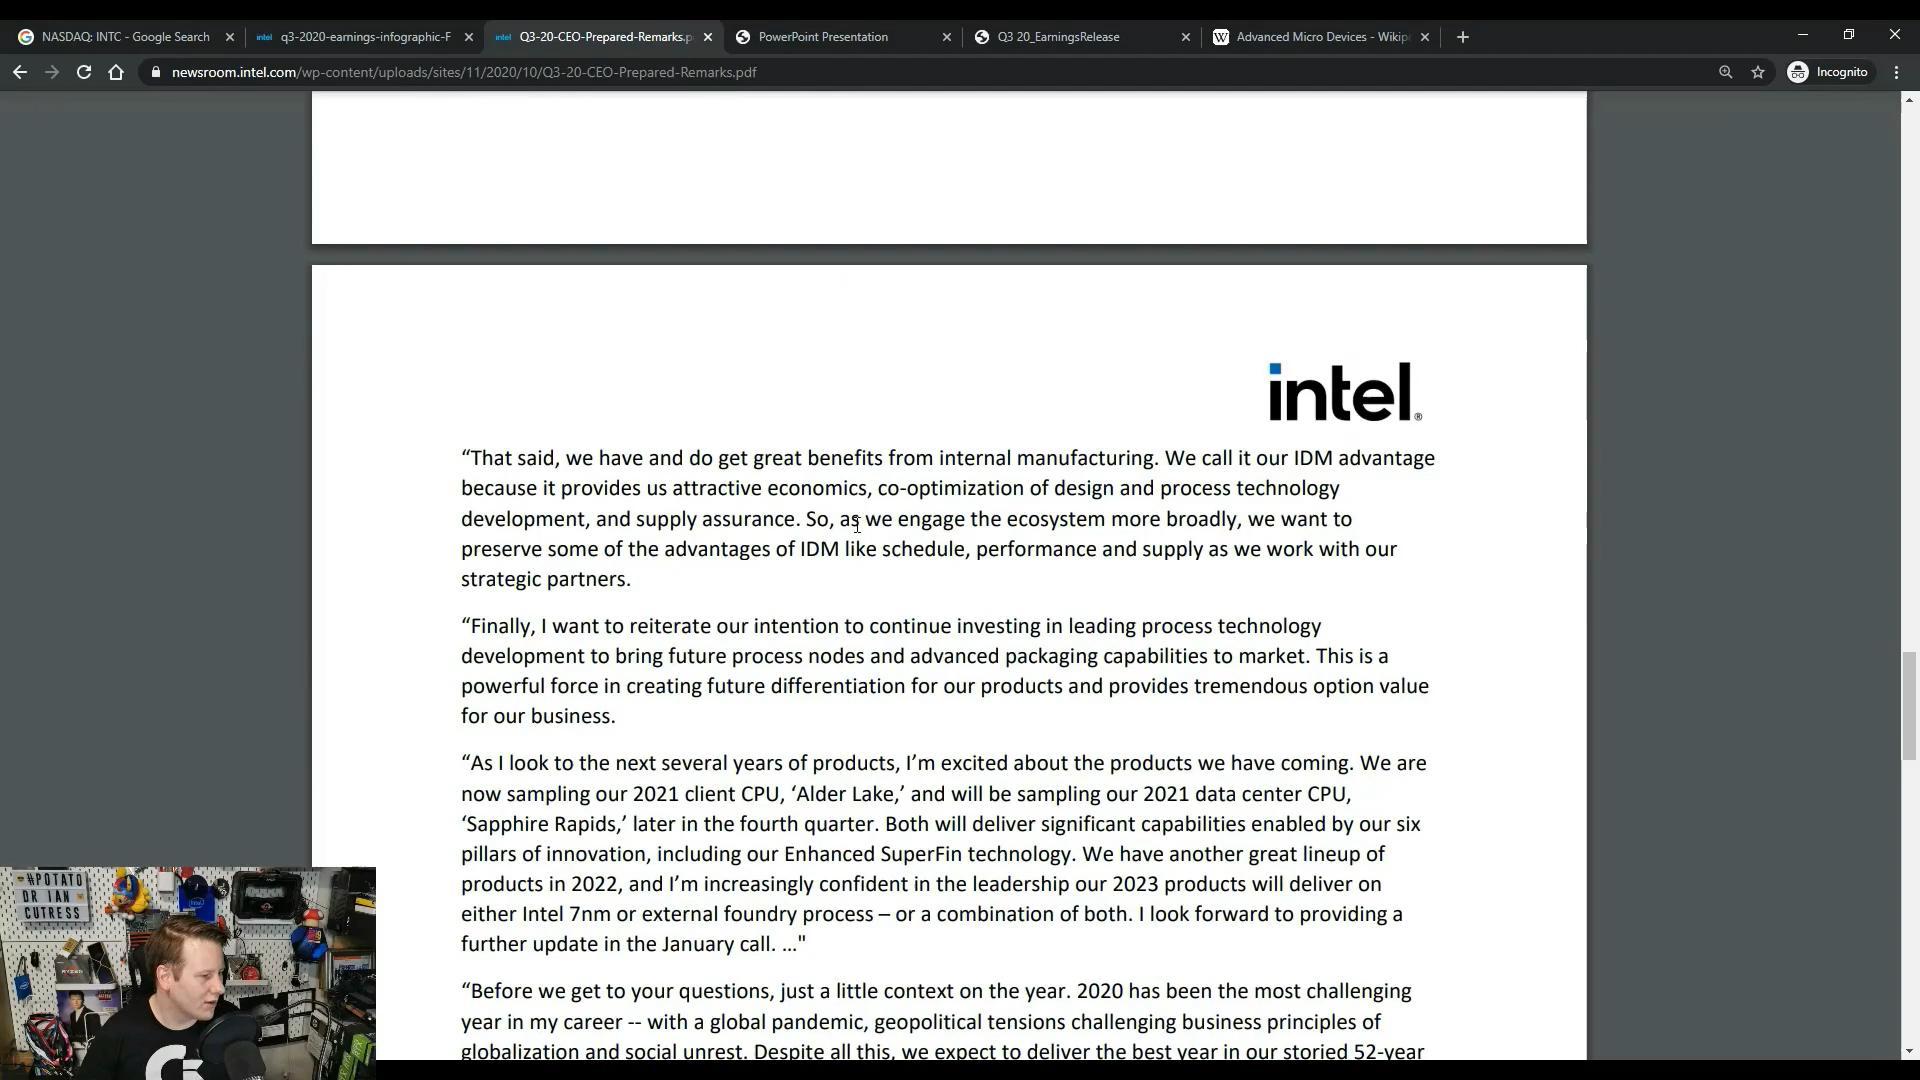 NASDAQ: INTC - Google Search
intel
q3-2020-earnings-infographic-F
intel
Q3-20-CEO-Prepared-Remarks.p
PowerPoint Presentation
Q3 20_EarningsRelease
W
Advanced Micro Devices - Wikip
newsroom.intel.com/wp-content/uploads/sites/11/2020/10/Q3-20-CEO-Prepared-Remarks.pdf
Incognito
intel®
“That said, we have and do get great benefits from internal manufacturing. We call it our IDM advantage
because it provides us attractive economics, co-optimization of design and process technology
development, and supply assurance. So, as we engage the ecosystem more broadly, we want to
preserve some of the advantages of IDM like schedule, performance and supply as we work with our
strategic partners.
“Finally, I want to reiterate our intention to continue investing in leading process technology
development to bring future process nodes and advanced packaging capabilities to market. This is a
powerful force in creating future differentiation for our products and provides tremendous option value
for our business.
“As I look to the next several years of products, I’m excited about the products we have coming. We are
now sampling our 2021 client CPU, ‘Alder Lake,’ and will be sampling our 2021 data center CPU,
‘Sapphire Rapids,’ later in the fourth quarter. Both will deliver significant capabilities enabled by our six
pillars of innovation, including our Enhanced SuperFin technology. We have another great lineup of
products in 2022, and I’m increasingly confident in the leadership our 2023 products will deliver on
either Intel 7nm or external foundry process – or a combination of both. I look forward to providing a
further update in the January call. …"
“Before we get to your questions, just a little context on the year. 2020 has been the most challenging
year in my career -- with a global pandemic, geopolitical tensions challenging business principles of
globalization and social unrest. Despite all this, we expect to deliver the best year in our storied 52-year
#POTATO
DR IAN
CUTRESS
intel
RYZEN